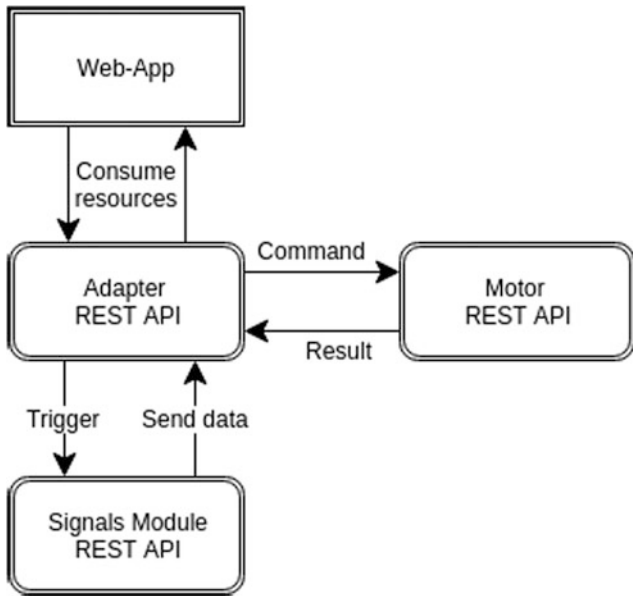 Web-App
Consume
resources
Command
Adapter
REST API
Motor
REST API
Result
Trigger
Send data
Signals Module
REST API